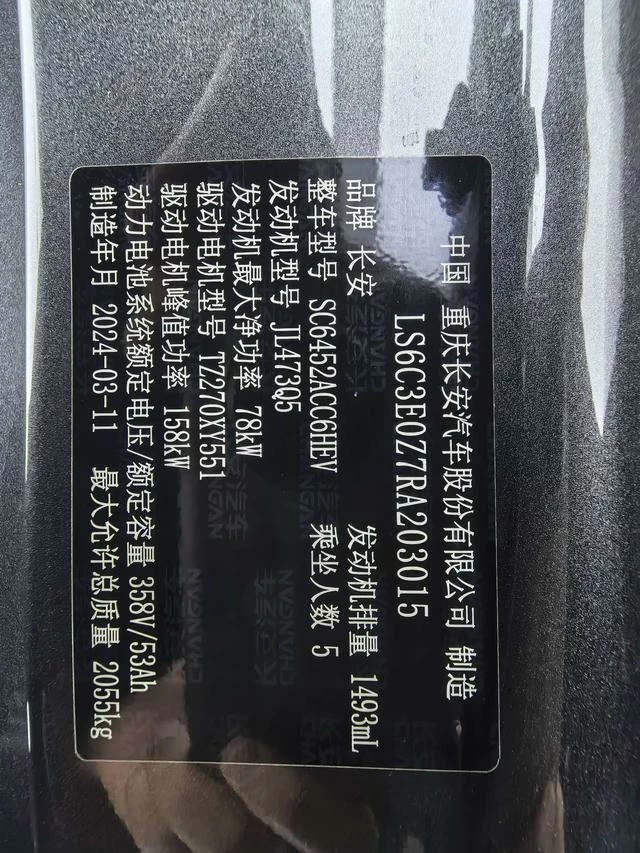 中国 重庆长安汽车股份有限公司 制造
LS6C3E0Z7RA203015
品牌 长安 发动机排量 1493mL
整车型号 SC6452ACC6HEV 乘坐人数 5
发动机型号 JL473Q5
发动机最大净功率 78kW
驱动电机型号 TZ270XY551
驱动电机峰值功率 158kW
动力电池系统额定电压/额定容量 358V/53Ah
制造年月 2024-03-11 最大允许总质量 2055kg